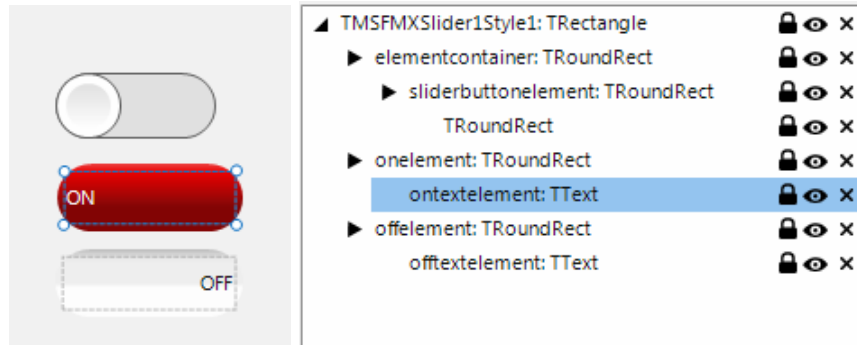 ON
OFF
TMSFMXSlider1Style1: TRectangle
elementcontainer: TRoundRect
sliderbuttonelement: TRoundRect
TRoundRect
onelement: TRoundRect
ontextelement: TText
offelement: TRoundRect
offtextelement: TText